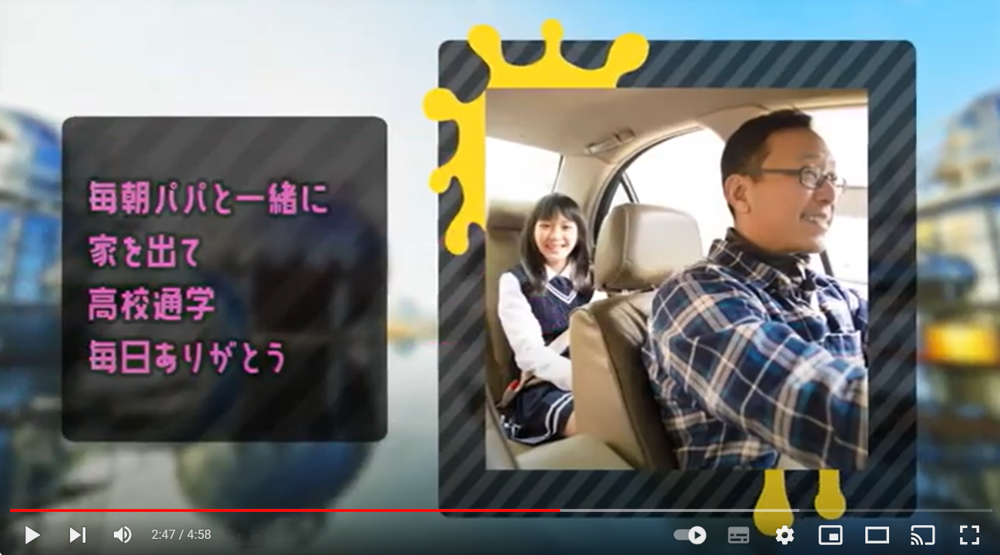 毎朝パパと一緒に
家を出て
高校通学
毎日ありがとう
2:47 / 4:58